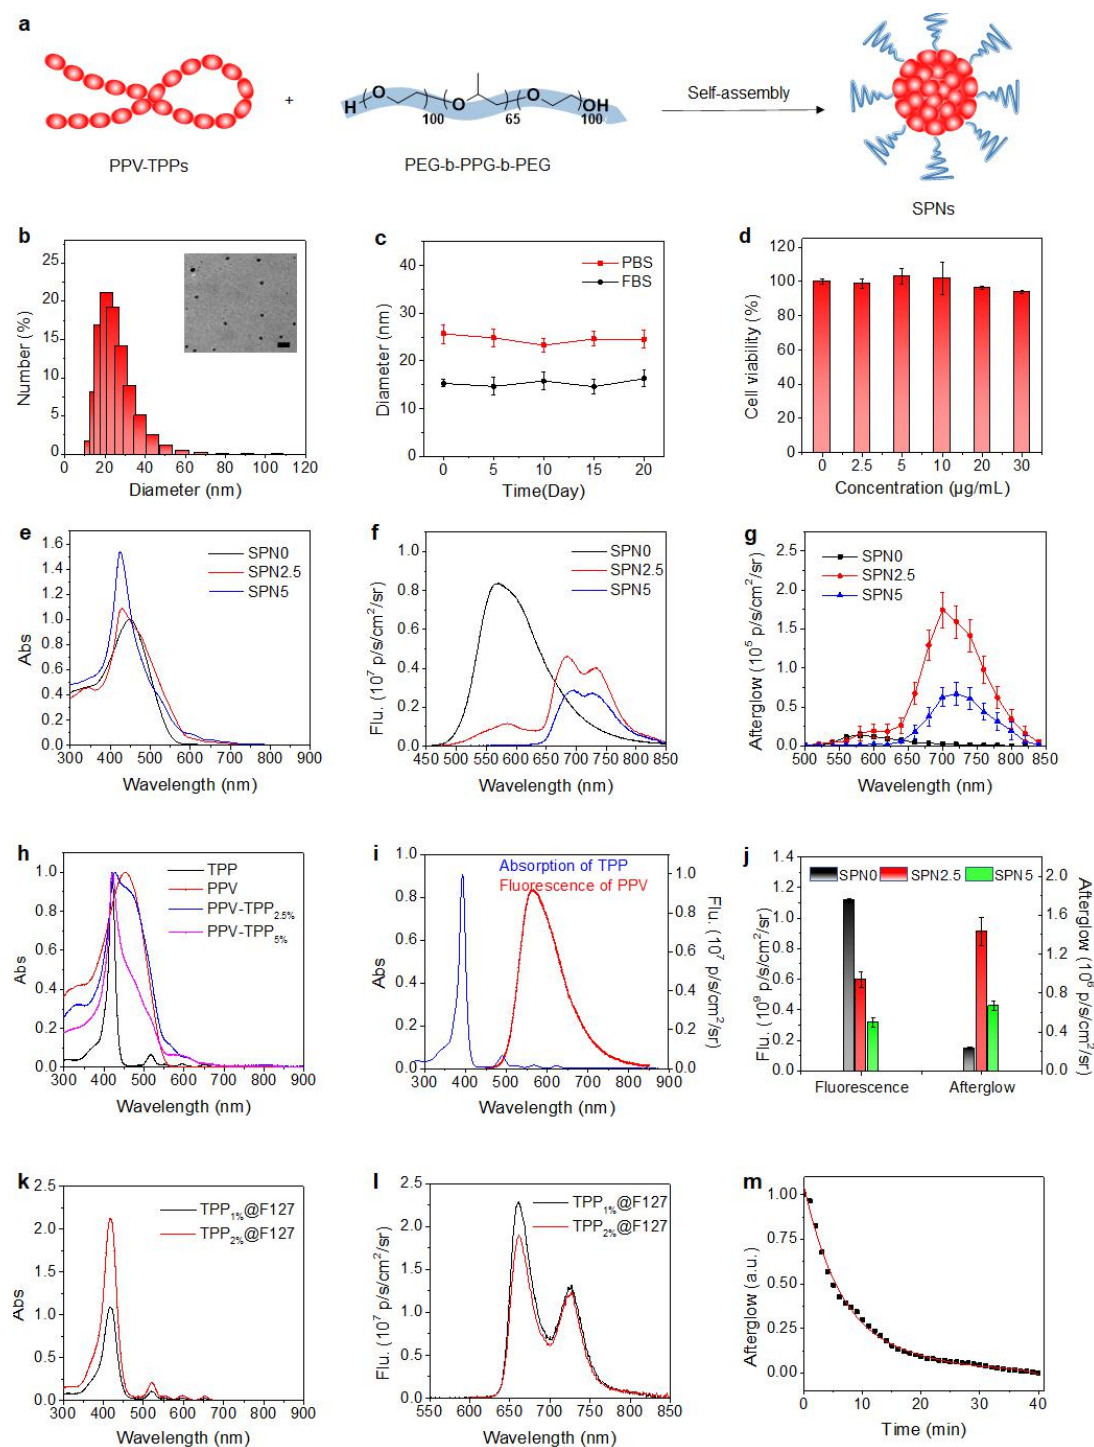 a
H
O
100
O
65
O
100
OH
+
Self-assembly
PPV-TPPs
PEG-b-PPG-b-PEG
SPNs
b
25
20
15
10
5
0
Number (%)
0 20 40 60 80 100 120
Diameter (nm)
c
40
30
20
10
0
Diameter (nm)
PBS
FBS
0 5 10 15 20
Time(Day)
d
120
100
80
60
40
20
0
Cell viability (%)
0 2.5 5 10 20 30
Concentration (µg/mL)
e
1.6
1.4
1.2
1.0
0.8
0.6
0.4
0.2
0.0
Abs
SPN0
SPN2.5
SPN5
300 400 500 600 700 800 900
Wavelength (nm)
f
1.0
0.8
0.6
0.4
0.2
0.0
Flu. (10⁷ p/s/cm²/sr)
SPN0
SPN2.5
SPN5
450 500 550 600 650 700 750 800 850
Wavelength (nm)
g
2.5
2.0
1.5
1.0
0.5
0.0
Afterglow (10⁵ p/s/cm²/sr)
SPN0
SPN2.5
SPN5
500 550 600 650 700 750 800 850
Wavelength (nm)
h
1.0
0.8
0.6
0.4
0.2
0.0
Abs
TPP
PPV
PPV-TPP2.5%
PPV-TPP5%
300 400 500 600 700 800 900
Wavelength (nm)
i
1.0
0.8
0.6
0.4
0.2
0.0
Abs
Absorption of TPP
Fluorescence of PPV
1.0
0.8
0.6
0.4
0.2
0.0
Flu. (10⁷ p/s/cm²/sr)
300 400 500 600 700 800 900
Wavelength (nm)
j
1.4
1.2
1.0
0.8
0.6
0.4
0.2
0.0
Flu. (10⁹ p/s/cm²/sr)
SPN0 SPN2.5 SPN5
2.0
1.6
1.2
0.8
0.4
0.0
Afterglow (10⁶ p/s/cm²/sr)
Fluorescence Afterglow
k
2.5
2.0
1.5
1.0
0.5
0.0
Abs
TPP1%@F127
TPP2%@F127
300 400 500 600 700 800 900
Wavelength (nm)
l
2.5
2.0
1.5
1.0
0.5
0.0
Flu. (10⁷ p/s/cm²/sr)
TPP1%@F127
TPP2%@F127
550 600 650 700 750 800 850
Wavelength (nm)
m
1.00
0.75
0.50
0.25
0.00
Afterglow (a.u.)
0 10 20 30 40
Time (min)